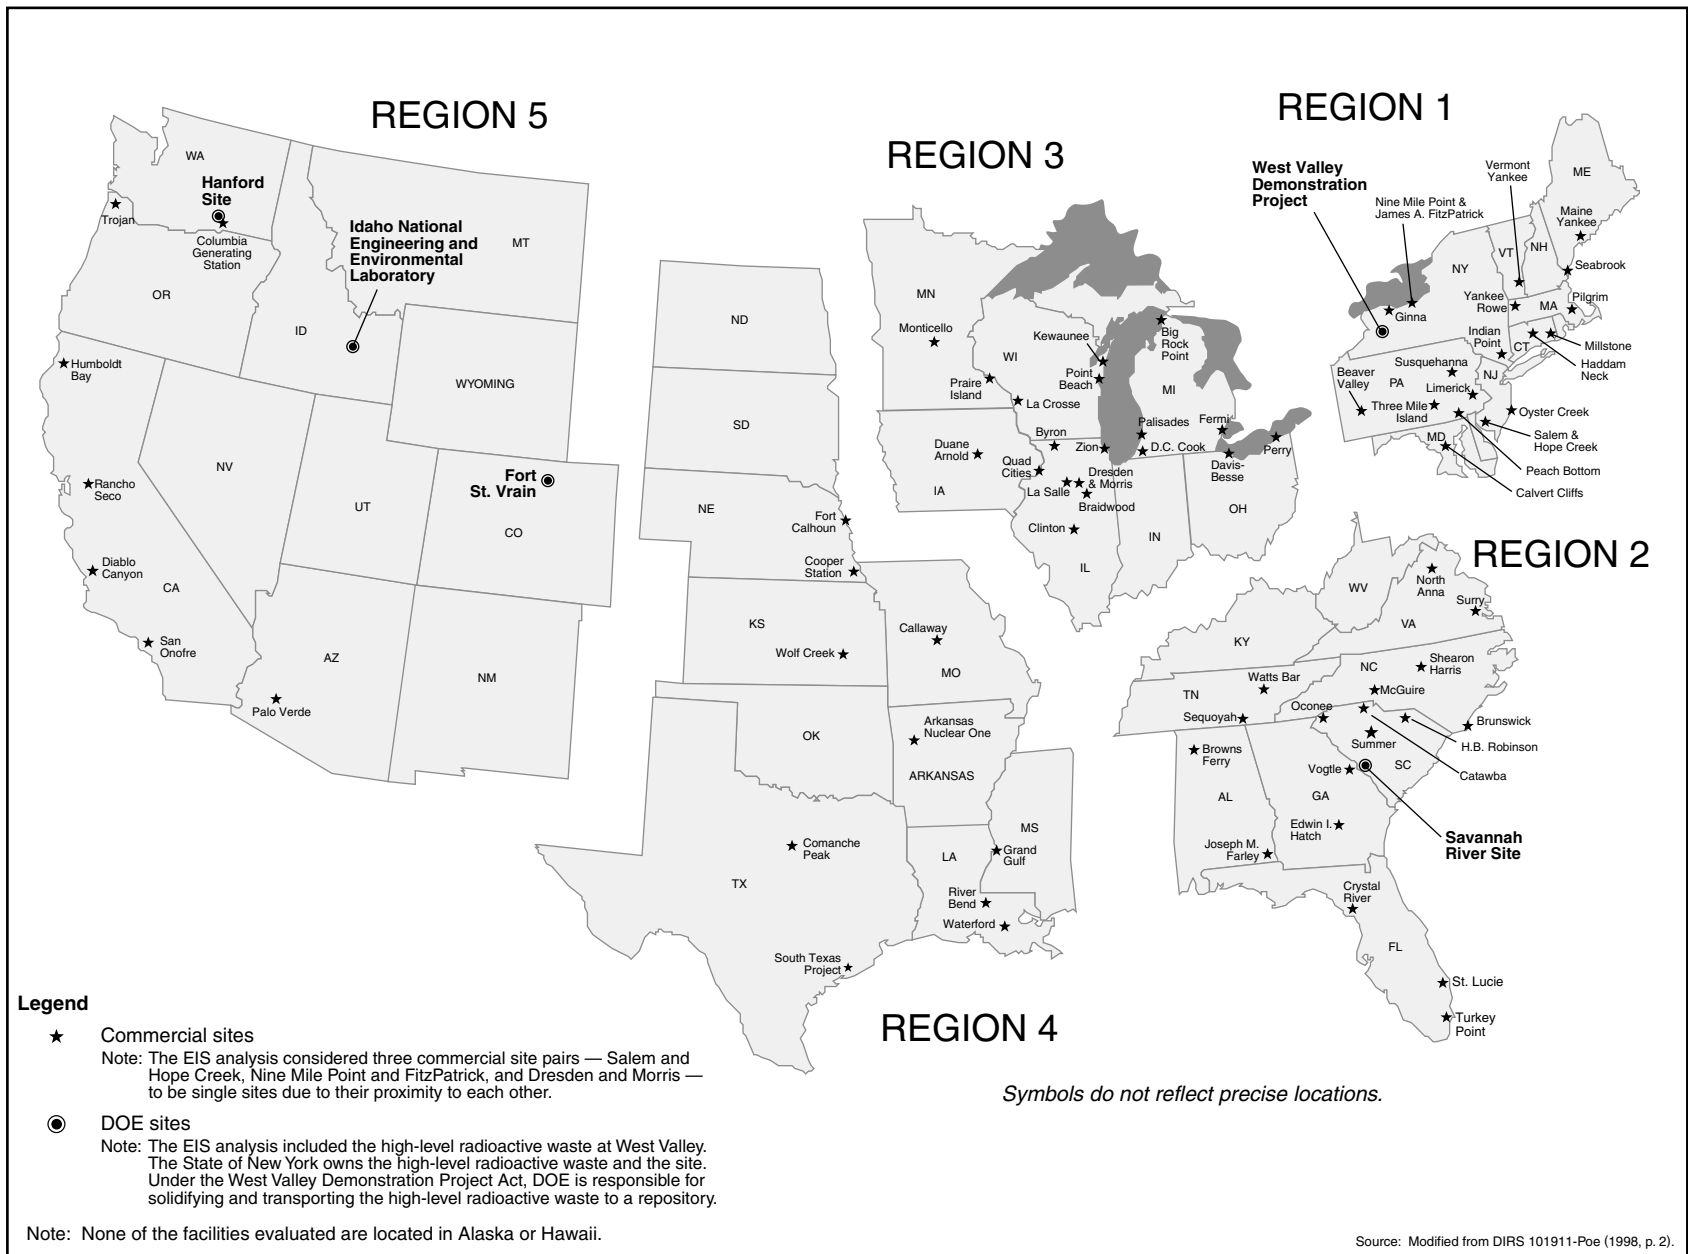 REGION 5
WA
Hanford
Site
Trojan
Columbia
Generating
Station
Idaho National
Engineering and
Environmental
Laboratory
MT
OR
ID
WYOMING
Humboldt
Bay
NV
UT
Fort
St. Vrain
CO
Rancho
Seco
Diablo
Canyon
CA
San
Onofre
AZ
NM
Palo Verde
REGION 3
MN
Monticello
WI
Kewaunee
Point
Beach
Big
Rock
Point
MI
Praire
Island
La Crosse
Palisades
Fermi
Byron
Zion
D.C. Cook
Perry
Davis-
Besse
Duane
Arnold
Quad
Cities
Dresden
& Morris
La Salle
Braidwood
IA
Clinton
OH
IN
IL
REGION 1
West Valley
Demonstration
Project
Vermont
Yankee
Nine Mile Point &
James A. FitzPatrick
ME
Maine
Yankee
VT
NH
NY
Seabrook
Yankee
Rowe
MA
Pilgrim
Ginna
Indian
Point
CT
Millstone
Haddam
Neck
Susquehanna
NJ
Beaver
Valley
PA
Limerick
Three Mile
Island
Oyster Creek
MD
Salem &
Hope Creek
Peach Bottom
Calvert Cliffs
REGION 2
WV
North
Anna
Surry
VA
KY
NC
Shearon
Harris
Watts Bar
McGuire
TN
Sequoyah
Oconee
Brunswick
H.B. Robinson
Summer
Catawba
SC
Browns
Ferry
Vogtle
AL
GA
Edwin I.
Hatch
Savannah
River Site
Joseph M.
Farley
Crystal
River
FL
St. Lucie
Turkey
Point
ND
SD
NE
Fort
Calhoun
Cooper
Station
KS
Callaway
Wolf Creek
MO
OK
Arkansas
Nuclear One
ARKANSAS
MS
Comanche
Peak
LA
Grand
Gulf
TX
River
Bend
Waterford
South Texas
Project
REGION 4
Legend
Commercial sites
Note: The EIS analysis considered three commercial site pairs — Salem and
Hope Creek, Nine Mile Point and FitzPatrick, and Dresden and Morris —
to be single sites due to their proximity to each other.
DOE sites
Note: The EIS analysis included the high-level radioactive waste at West Valley.
The State of New York owns the high-level radioactive waste and the site.
Under the West Valley Demonstration Project Act, DOE is responsible for
solidifying and transporting the high-level radioactive waste to a repository.
Symbols do not reflect precise locations.
Note: None of the facilities evaluated are located in Alaska or Hawaii.
Source: Modified from DIRS 101911-Poe (1998, p. 2).